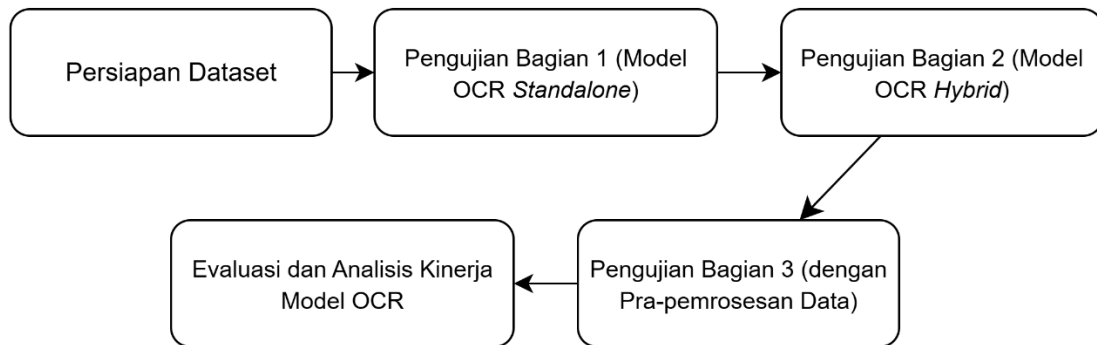 Persiapan Dataset
Pengujian Bagian 1 (Model
OCR Standalone)
Pengujian Bagian 2 (Model
OCR Hybrid)
Pengujian Bagian 3 (dengan
Pra-pemrosesan Data)
Evaluasi dan Analisis Kinerja
Model OCR